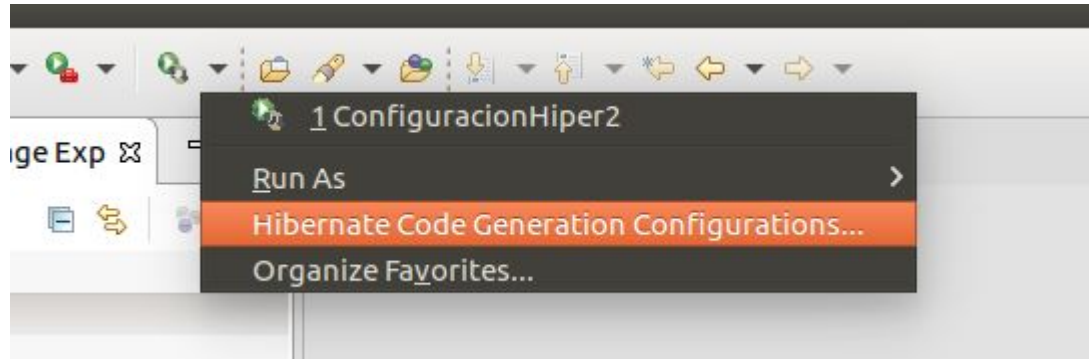 ge Exp
1 ConfiguracionHiper2
Run As
Hibernate Code Generation Configurations...
Organize Favorites...